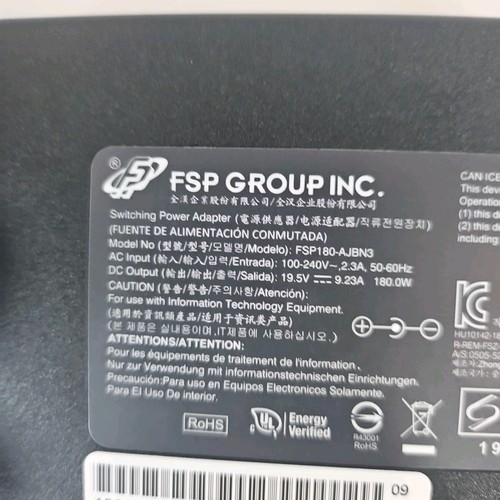 ® FSP GROUP INC.
全漢企業股份有限公司/全汉企业股份有限公司
Switching Power Adapter (電源供應器/电源适配器/직류전원장치)
(FUENTE DE ALIMENTACIÓN CONMUTADA)
Model No (型號/型号/모델명/Modelo): FSP180-AJBN3
AC Input (輸入/输入/입력/Entrada): 100-240V~,2.3A, 50-60Hz
DC Output (輸出/输出/출력/Salida): 19.5V 9.23A 180.0W
CAUTION (警告/警告/주의사항/Atención):
For use with Information Technology Equipment.
(適用於資訊類產品/适用于资讯类产品)
(본 제품은 실내용이며, IT제품에 사용하십시오.)
ATTENTIONS/ATTENTION:
Pour les équipements de traitement de l'information.
Nur zur Verwendung mit informationstechnischen Einrichtungen.
Precaución:Para uso en Equipos Electronicos Solamente.
Para El Uso De interior.
RoHS
UL Energy Verified
R43001
RoHS
CAN ICE
This devi
Operation
(1) this d
(2) this d
including
HU10142-18
R-REM-FSZ-
A/S:0505-5
19
09